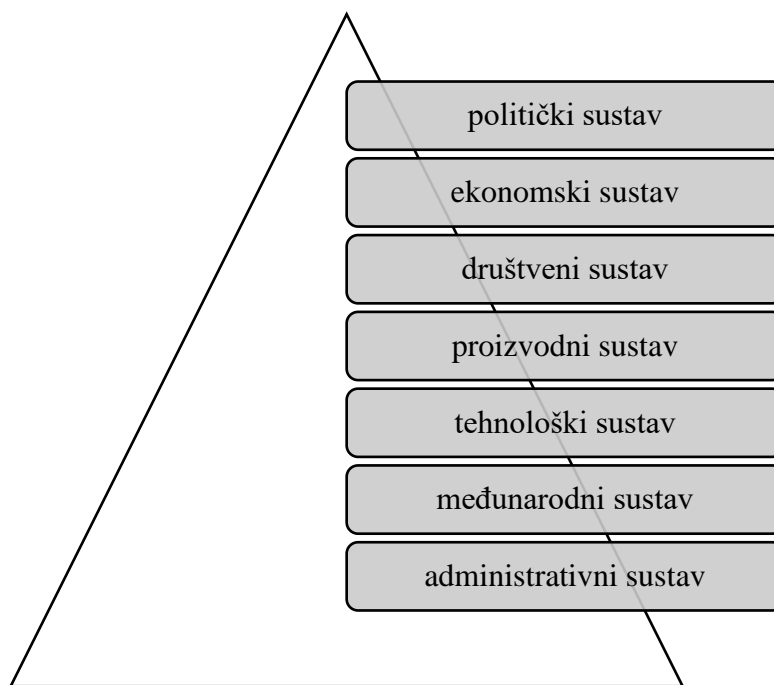 politički sustav
ekonomski sustav
društveni sustav
proizvodni sustav
tehnološki sustav
međunarodni sustav
administrativni sustav